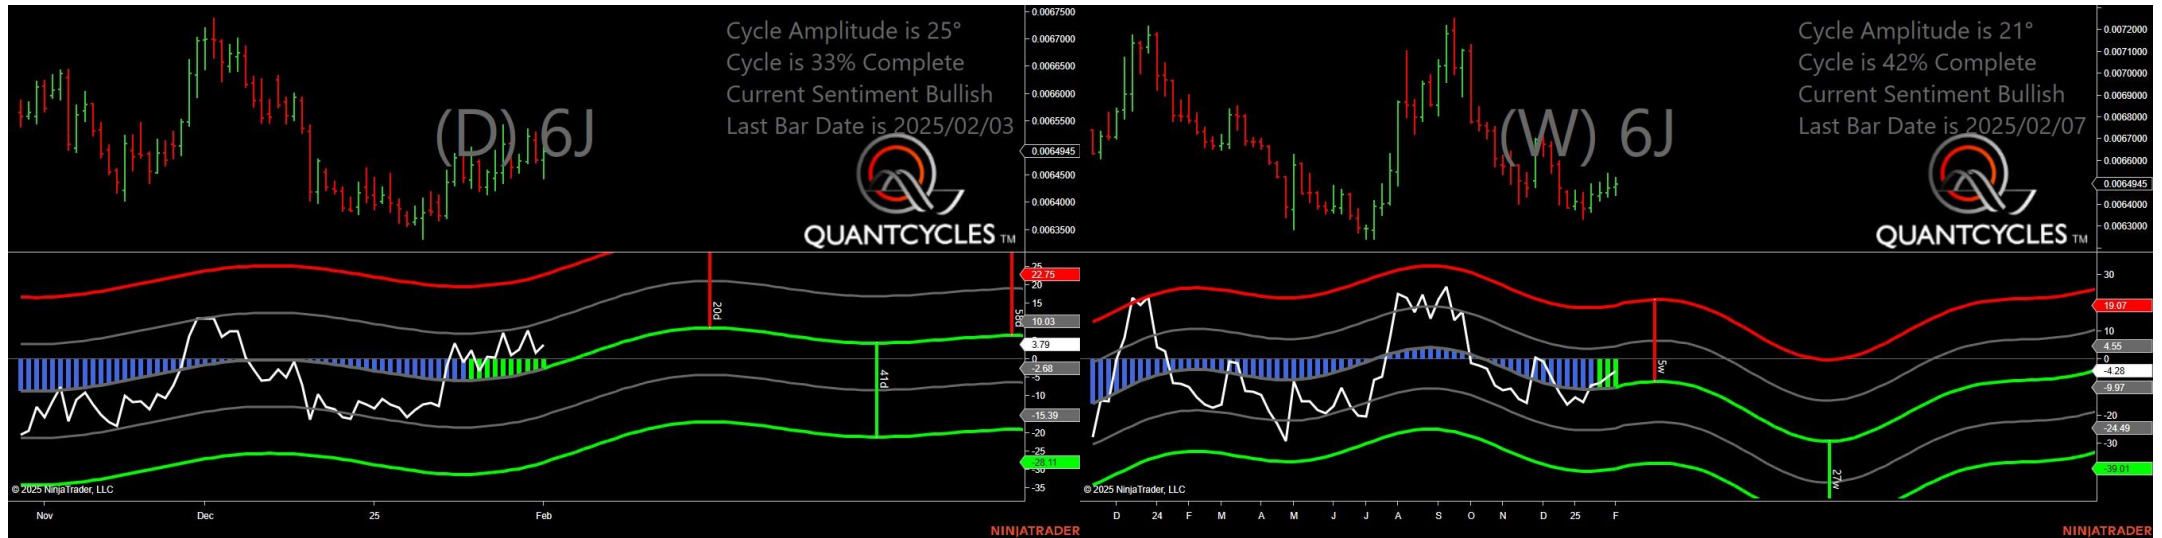 Cycle Amplitude is 25°
Cycle is 33% Complete
Current Sentiment Bullish
Last Bar Date is 2025/02/03
(D) 6J
QUANTCYCLES TM
0.0067500
0.0067000
0.0066500
0.0066000
0.0065500
0.0064945
0.0064500
0.0064000
0.0063500
25
22.75
20
15
10.03
3.79
0
-2.68
-5
-10
-15.39
-20
-25
-28.11
-30
-35
20d
41d
58d
© 2025 NinjaTrader, LLC
Nov
Dec
25
Feb
NINJATRADER
Cycle Amplitude is 21°
Cycle is 42% Complete
Current Sentiment Bullish
Last Bar Date is 2025/02/07
(W) 6J
QUANTCYCLES TM
0.0072000
0.0071000
0.0070000
0.0069000
0.0068000
0.0067000
0.0066000
0.0064945
0.0064000
0.0063000
30
19.07
10
4.55
0
-4.28
-9.97
-20
-24.49
-30
-39.01
5w
27w
© 2025 NinjaTrader, LLC
D
24
F
M
A
M
J
J
A
S
O
N
D
25
F
NINJATRADER